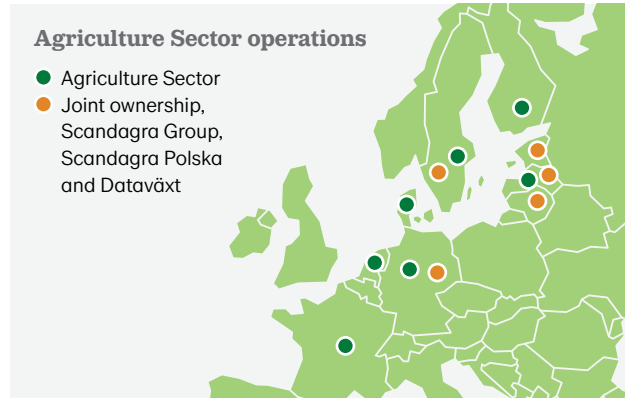 Agriculture Sector operations
Agriculture Sector
Joint ownership,
Scandagra Group,
Scandagra Polska
and Dataväxt